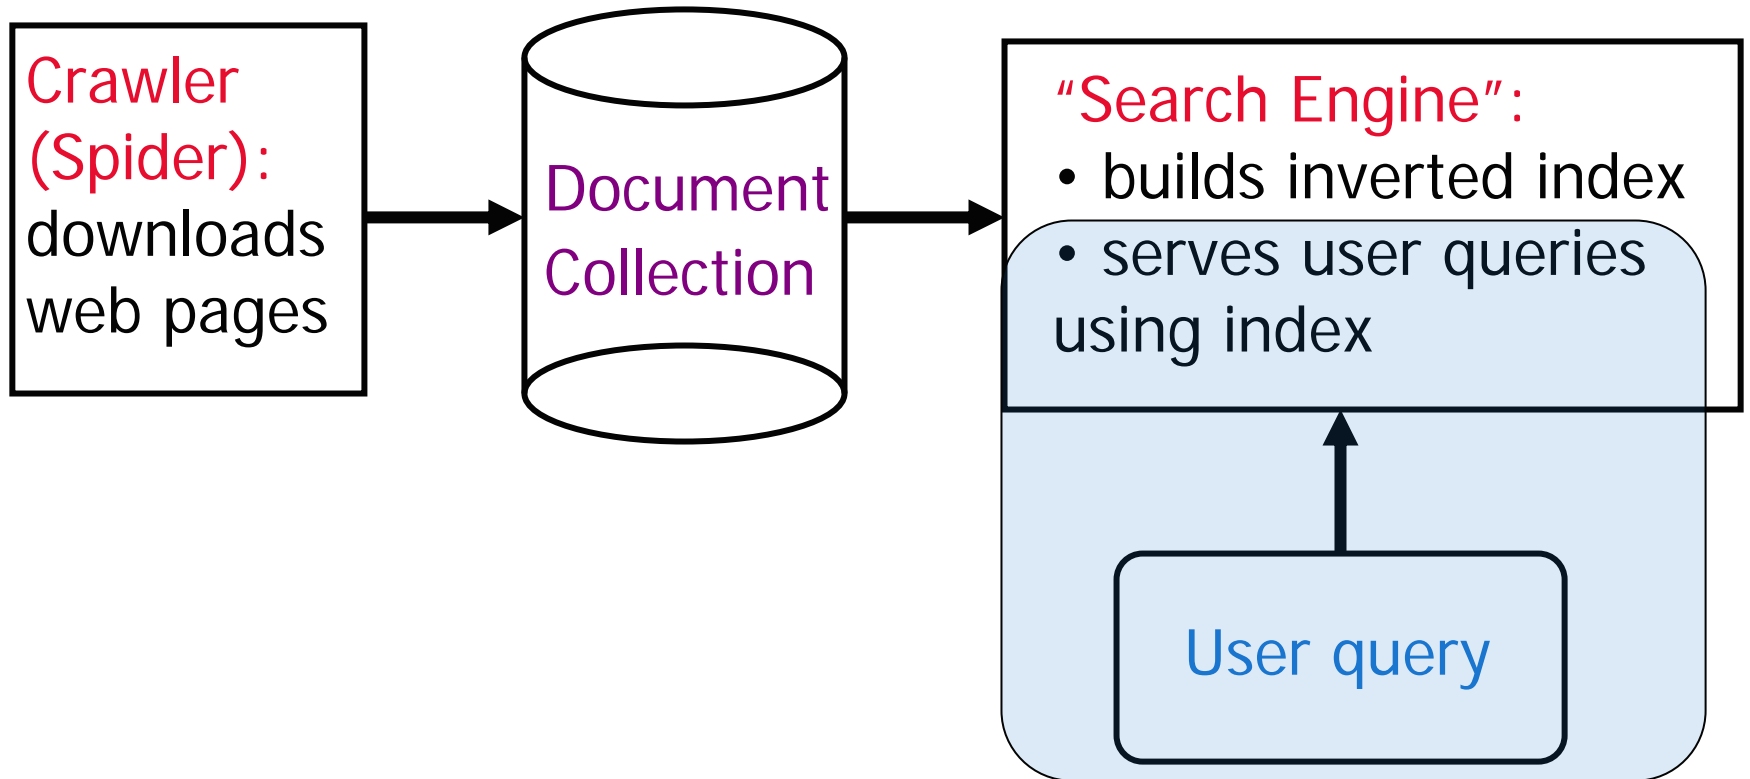 Crawler
(Spider):
downloads
web pages
Document
Collection
“Search Engine”:
• builds inverted index
• serves user queries
using index
User query